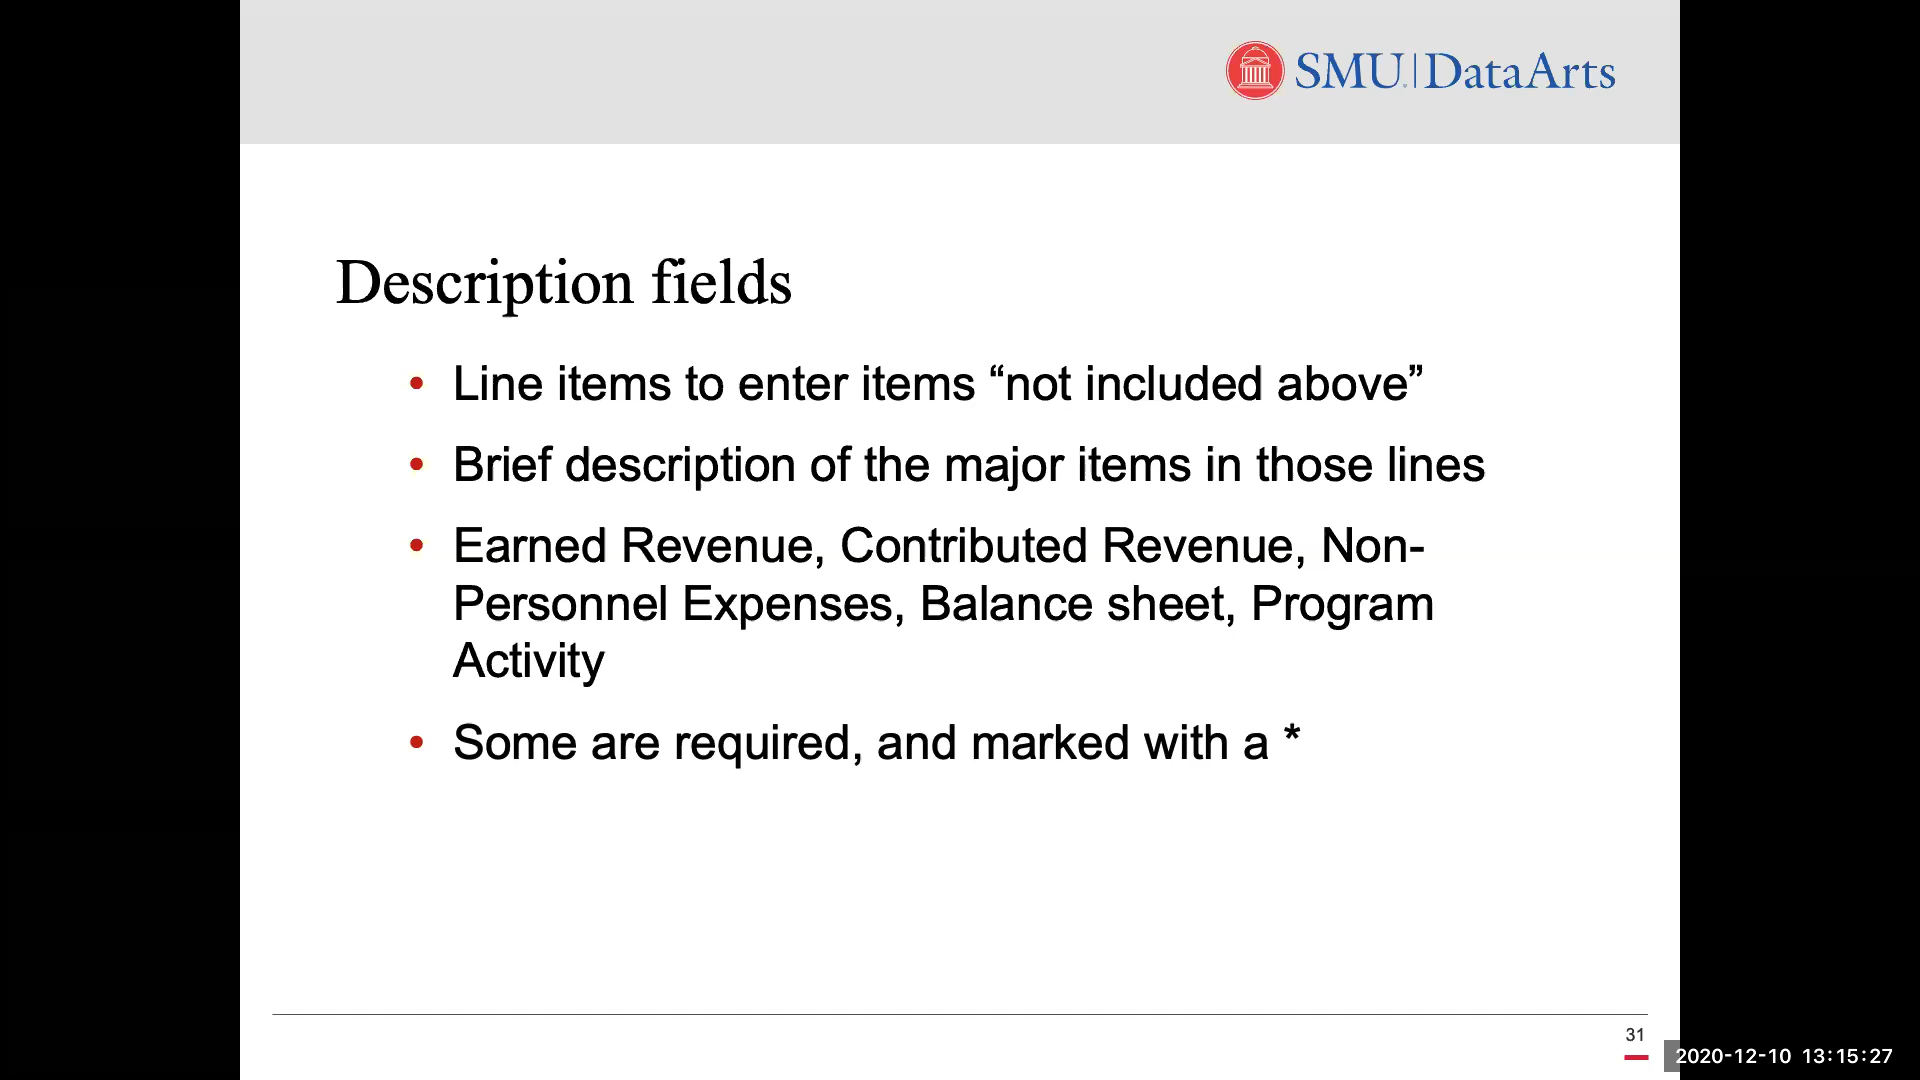 SMU. | DataArts
Description fields
• Line items to enter items “not included above”
• Brief description of the major items in those lines
• Earned Revenue, Contributed Revenue, Non-
Personnel Expenses, Balance sheet, Program
Activity
• Some are required, and marked with a *
31
2020-12-10 13:15:27